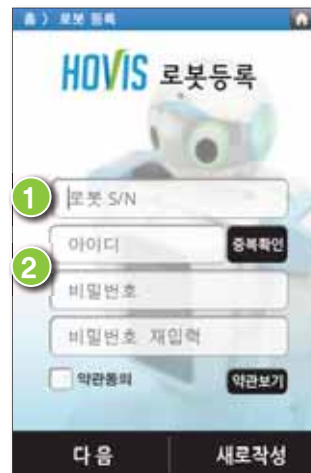 홈 〉 로봇 등록
HOVIS 로봇등록
1 로봇 S/N
아이디 중복확인
2
비밀번호
비밀번호 재입력
약관동의 약관보기
다음 새로작성